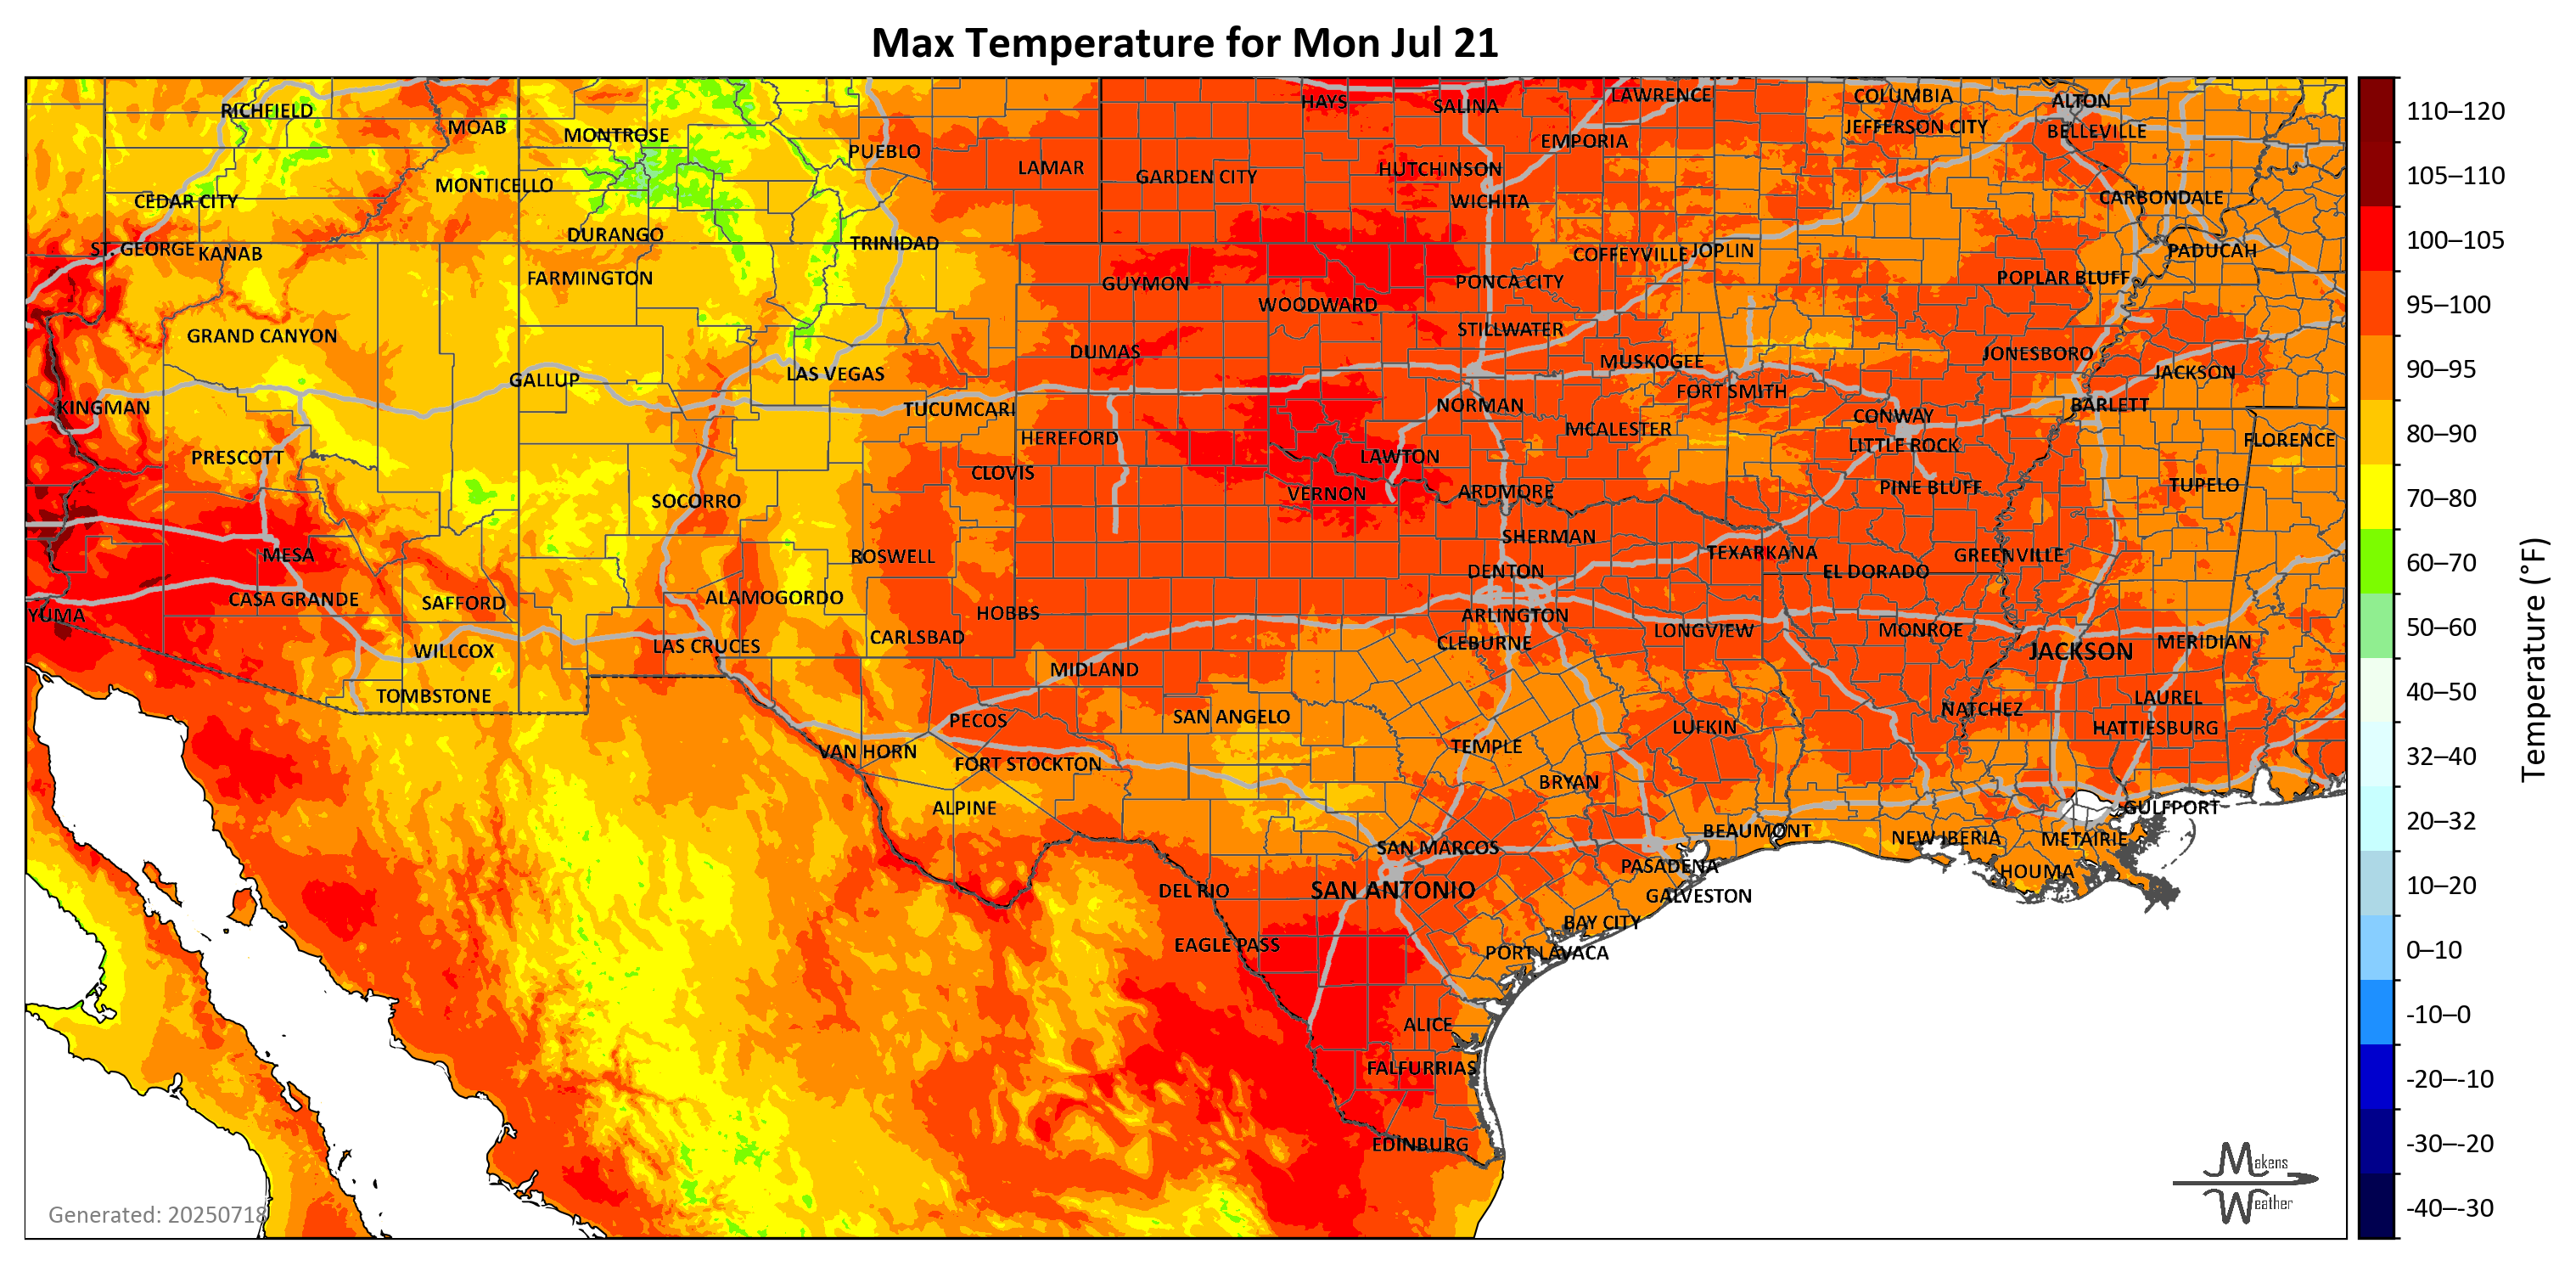 Max Temperature for Mon Jul 21
RICHFIELD
MOAB
MONTROSE
PUEBLO
LAMAR
HAYS
SALINA
LAWRENCE
COLUMBIA
ALTON
JEFFERSON CITY
BELLEVILLE
EMPORIA
GARDEN CITY
HUTCHINSON
WICHITA
MONTICELLO
CEDAR CITY
CARBONDALE
DURANGO
TRINIDAD
ST. GEORGE
KANAB
COFFEYVILLE
JOPLIN
PADUCAH
FARMINGTON
GUYMON
PONCA CITY
POPLAR BLUFF
WOODWARD
STILLWATER
GRAND CANYON
DUMAS
MUSKOGEE
JONESBORO
GALLUP
LAS VEGAS
JACKSON
KINGMAN
TUCUMCARI
NORMAN
FORT SMITH
CONWAY
BARLETT
HEREFORD
MCALESTER
LITTLE ROCK
FLORENCE
PRESCOTT
CLOVIS
LAWTON
SOCORRO
VERNON
ARDMORE
PINE BLUFF
TUPELO
MESA
ROSWELL
SHERMAN
TEXARKANA
GREENVILLE
DENTON
EL DORADO
YUMA
CASA GRANDE
SAFFORD
ALAMOGORDO
HOBBS
ARLINGTON
CLEBURNE
LONGVIEW
MONROE
JACKSON
MERIDIAN
WILLCOX
LAS CRUCES
CARLSBAD
MIDLAND
TOMBSTONE
PECOS
SAN ANGELO
LUFKIN
NATCHEZ
LAUREL
HATTIESBURG
VAN HORN
FORT STOCKTON
TEMPLE
BRYAN
ALPINE
BEAUMONT
NEW IBERIA
METAIRIE
GULFPORT
SAN MARCOS
PASADENA
HOUMA
DEL RIO
SAN ANTONIO
GALVESTON
BAY CITY
EAGLE PASS
PORT LAVACA
ALICE
FALFURRIAS
EDINBURG
Generated: 20250718
Makens
Weather
110–120
105–110
100–105
95–100
90–95
80–90
70–80
60–70
50–60
40–50
32–40
20–32
10–20
0–10
-10–0
-20–-10
-30–-20
-40–-30
Temperature (°F)